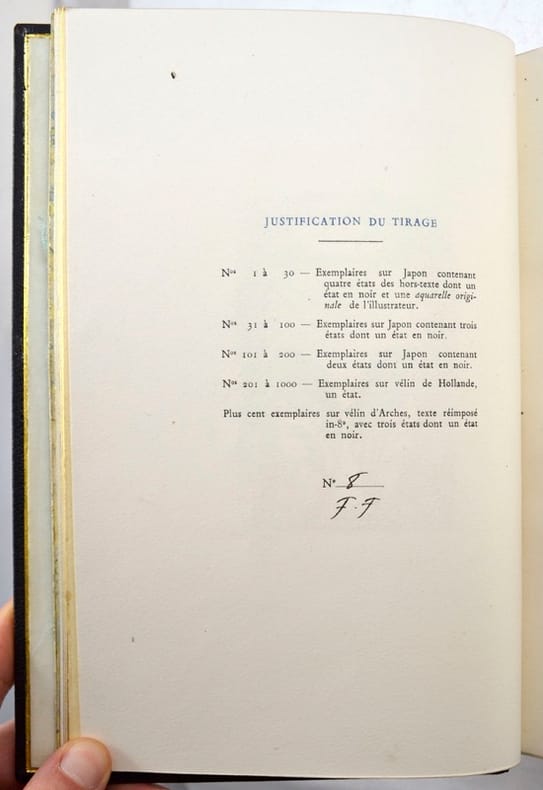 JUSTIFICATION DU TIRAGE
Nos 1 à 30 — Exemplaires sur Japon contenant
quatre états des hors-texte dont un
état en noir et une aquarelle origi-
nale de l'illustrateur.
Nos 31 à 100 — Exemplaires sur Japon contenant trois
états dont un état en noir.
Nos 101 à 200 — Exemplaires sur Japon contenant
deux états dont un état en noir.
Nos 201 à 1000 — Exemplaires sur vélin de Hollande,
un état.
Plus cent exemplaires sur vélin d'Arches, texte réimposé
in-8º, avec trois états dont un état
en noir.
Nº 8
F.F